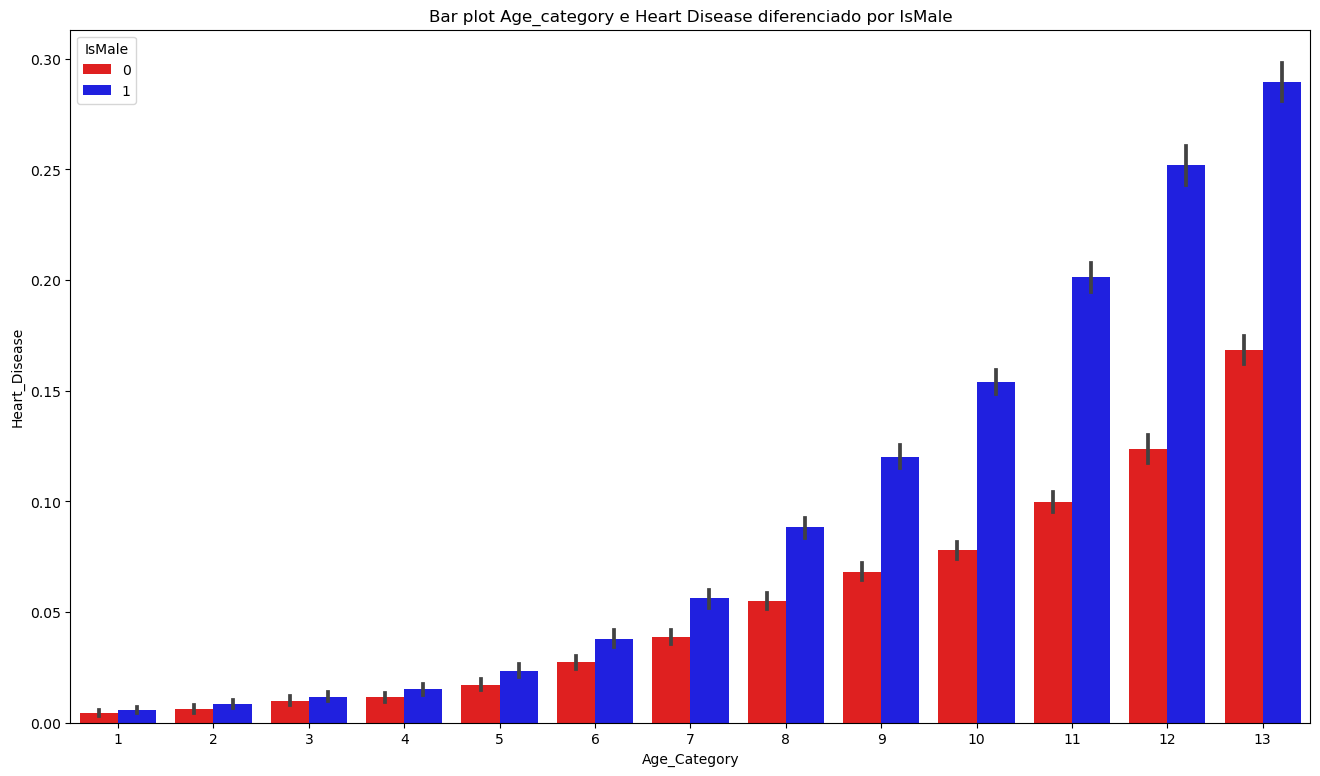 Bar plot Age_category e Heart Disease diferenciado por IsMale
IsMale
0
1
0.30
0.25
0.20
0.15
0.10
0.05
0.00
Heart_Disease
1 2 3 4 5 6 7 8 9 10 11 12 13
Age_Category